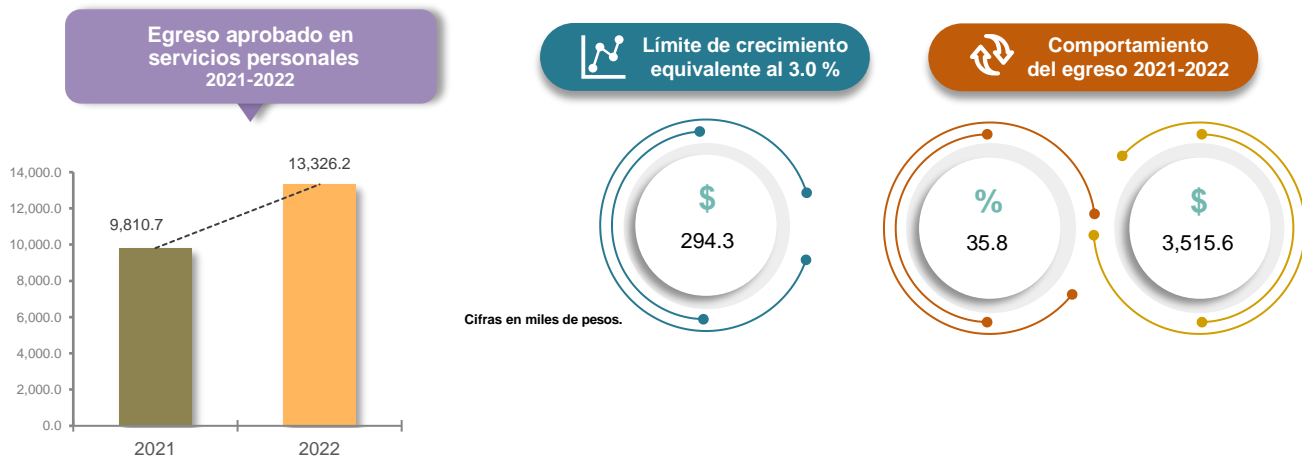 Egreso aprobado en
servicios personales
2021-2022
14,000.0
12,000.0
10,000.0
8,000.0
6,000.0
4,000.0
2,000.0
0.0
9,810.7
13,326.2
2021
2022
Límite de crecimiento
equivalente al 3.0 %
$
294.3
Cifras en miles de pesos.
Comportamiento
del egreso 2021-2022
%
35.8
$
3,515.6